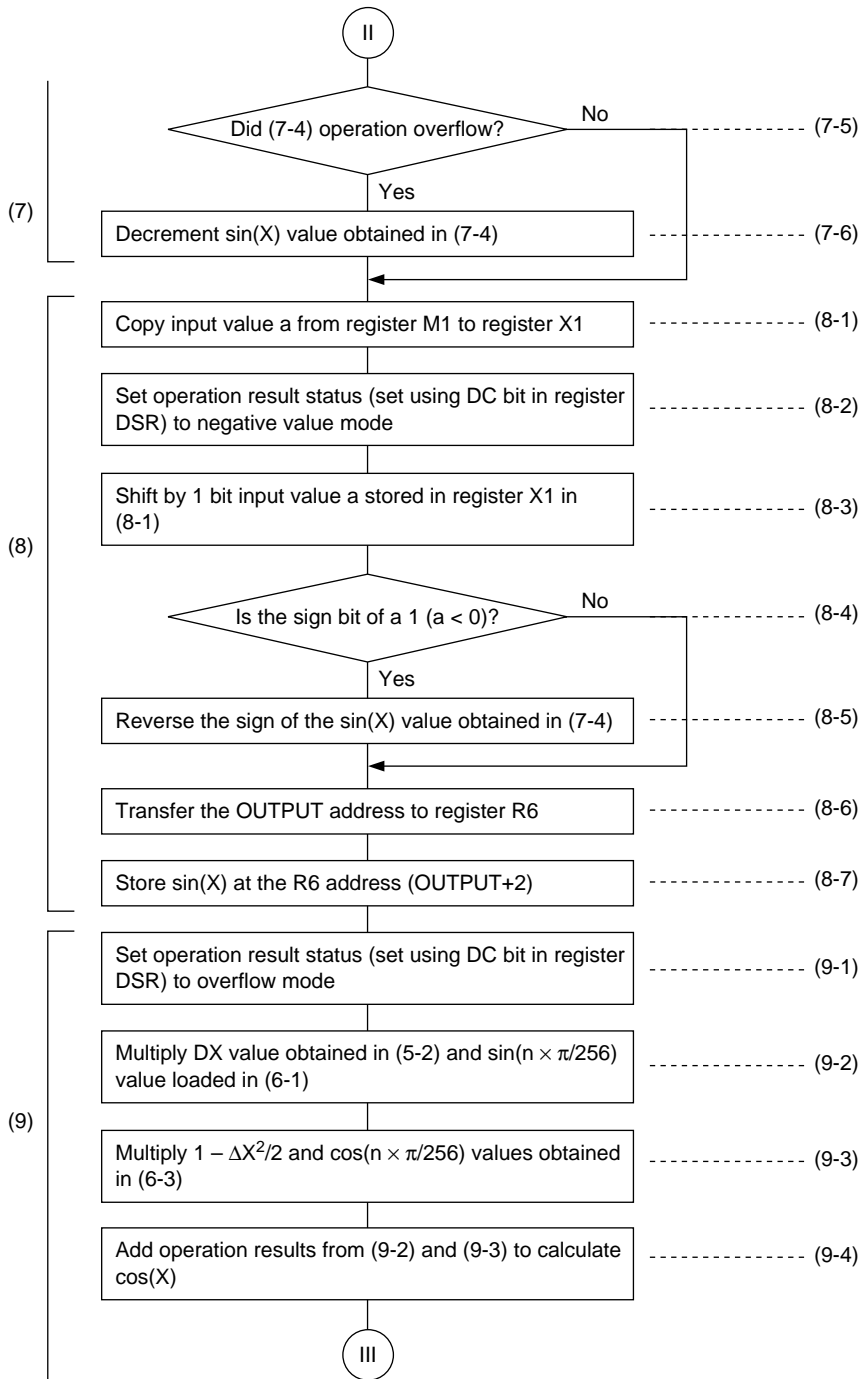 II
Did (7-4) operation overflow?
No
(7-5)
Yes
(7)
Decrement sin(X) value obtained in (7-4)
(7-6)
Copy input value a from register M1 to register X1
(8-1)
Set operation result status (set using DC bit in register
DSR) to negative value mode
(8-2)
Shift by 1 bit input value a stored in register X1 in
(8-1)
(8-3)
(8)
Is the sign bit of a 1 (a < 0)?
No
(8-4)
Yes
Reverse the sign of the sin(X) value obtained in (7-4)
(8-5)
Transfer the OUTPUT address to register R6
(8-6)
Store sin(X) at the R6 address (OUTPUT+2)
(8-7)
Set operation result status (set using DC bit in register
DSR) to overflow mode
(9-1)
Multiply DX value obtained in (5-2) and sin(n × π/256)
value loaded in (6-1)
(9-2)
(9)
Multiply 1 – ΔX²/2 and cos(n × π/256) values obtained
in (6-3)
(9-3)
Add operation results from (9-2) and (9-3) to calculate
cos(X)
(9-4)
III